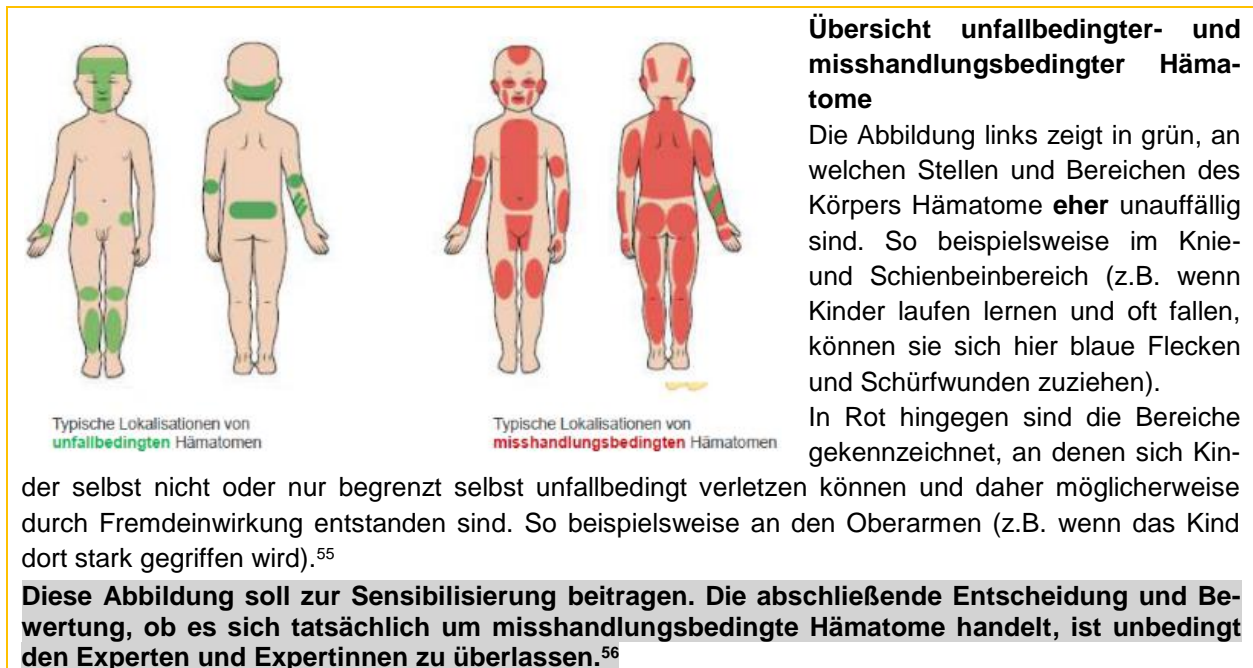 Übersicht unfallbedingter- und
misshandlungsbedingter Häma-
tome
Die Abbildung links zeigt in grün, an
welchen Stellen und Bereichen des
Körpers Hämatome eher unauffällig
sind. So beispielsweise im Knie-
und Schienbeinbereich (z.B. wenn
Kinder laufen lernen und oft fallen,
können sie sich hier blaue Flecken
und Schürfwunden zuziehen).
In Rot hingegen sind die Bereiche
gekennzeichnet, an denen sich Kin-
der selbst nicht oder nur begrenzt selbst unfallbedingt verletzen können und daher möglicherweise
durch Fremdeinwirkung entstanden sind. So beispielsweise an den Oberarmen (z.B. wenn das Kind
dort stark gegriffen wird).55
Diese Abbildung soll zur Sensibilisierung beitragen. Die abschließende Entscheidung und Be-
wertung, ob es sich tatsächlich um misshandlungsbedingte Hämatome handelt, ist unbedingt
den Experten und Expertinnen zu überlassen.56
Typische Lokalisationen von
unfallbedingten Hämatomen
Typische Lokalisationen von
misshandlungsbedingten Hämatomen